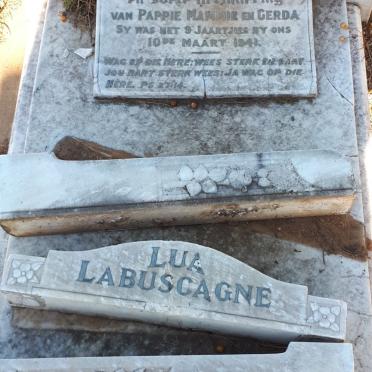 VAN PAPPIE MAMMIE EN GERDA
SY WAS NET 9 JAARTJIES BY ONS
10DE MAART 1941.
WAG OP DIE HERE: WEES STERK EN LAAT
JOU HART STERK WEES: JA WAG OP DIE
HERE. PS 27:14.
LUA
LABUSCAGNE